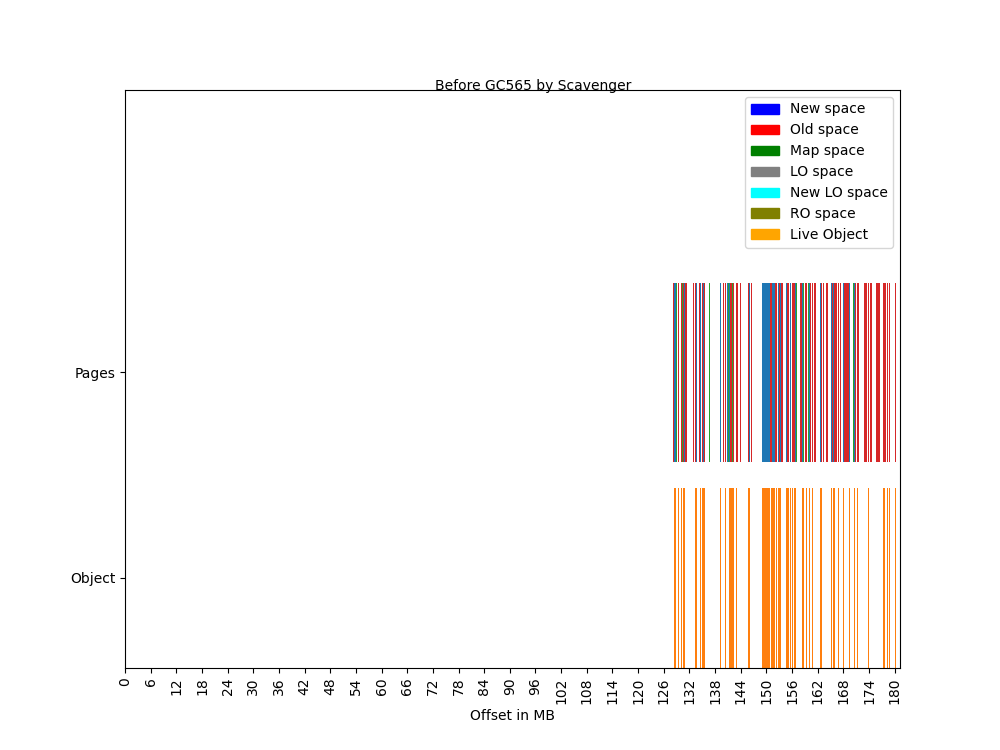 Before GC565 by Scavenger
New space
Old space
Map space
LO space
New LO space
RO space
Live Object
Pages
Object
0 6 12 18 24 30 36 42 48 54 60 66 72 78 84 90 96 102 108 114 120 126 132 138 144 150 156 162 168 174 180
Offset in MB